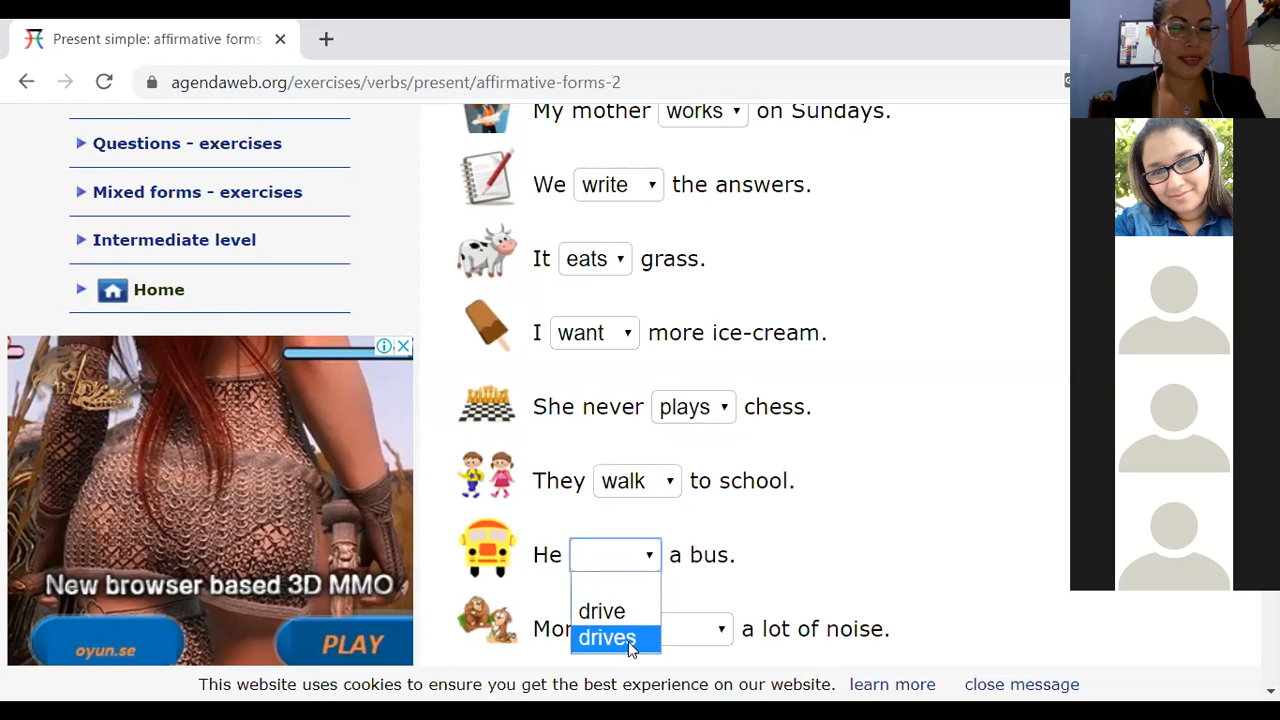 Present simple: affirmative forms
agendaweb.org/exercises/verbs/present/affirmative-forms-2
My mother works on Sundays.
Questions - exercises
We write the answers.
Mixed forms - exercises
Intermediate level
It eats grass.
Home
I want more ice-cream.
She never plays chess.
They walk to school.
He a bus.
New browser based 3D MMO
drive
drives
a lot of noise.
oyun.se
PLAY
This website uses cookies to ensure you get the best experience on our website. learn more close message